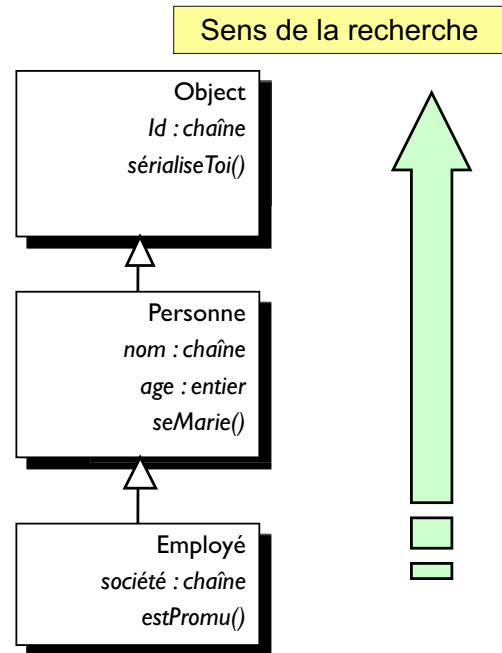 Sens de la recherche
Object
Id : chaîne
sérialiseToi()
Personne
nom : chaîne
age : entier
seMarie()
Employé
société : chaîne
estPromu()